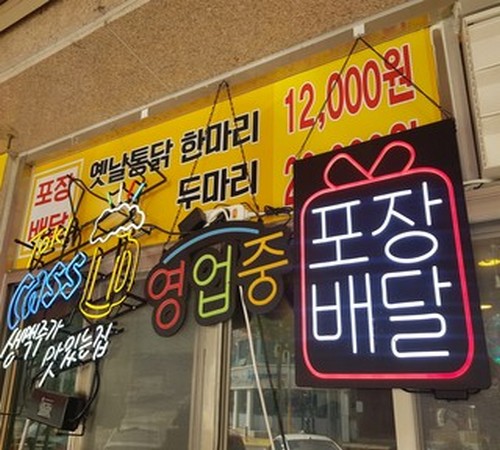 포장
배달
옛날통닭 한마리 12,000원
두마리
cass
생맥주가
맛있는집
영업중
포장
배달